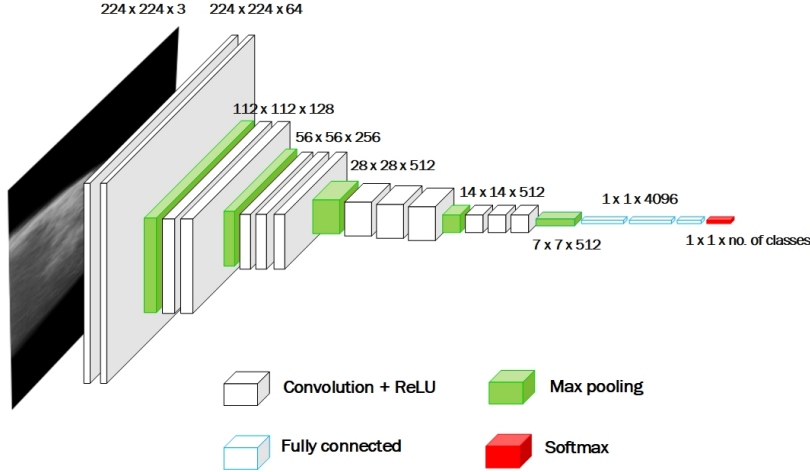 224 x 224 x 3
224 x 224 x 64
112 x 112 x 128
56 x 56 x 256
28 x 28 x 512
14 x 14 x 512
1 x 1 x 4096
7 x 7 x 512
1 x 1 x no. of classes
Convolution + ReLU
Max pooling
Fully connected
Softmax